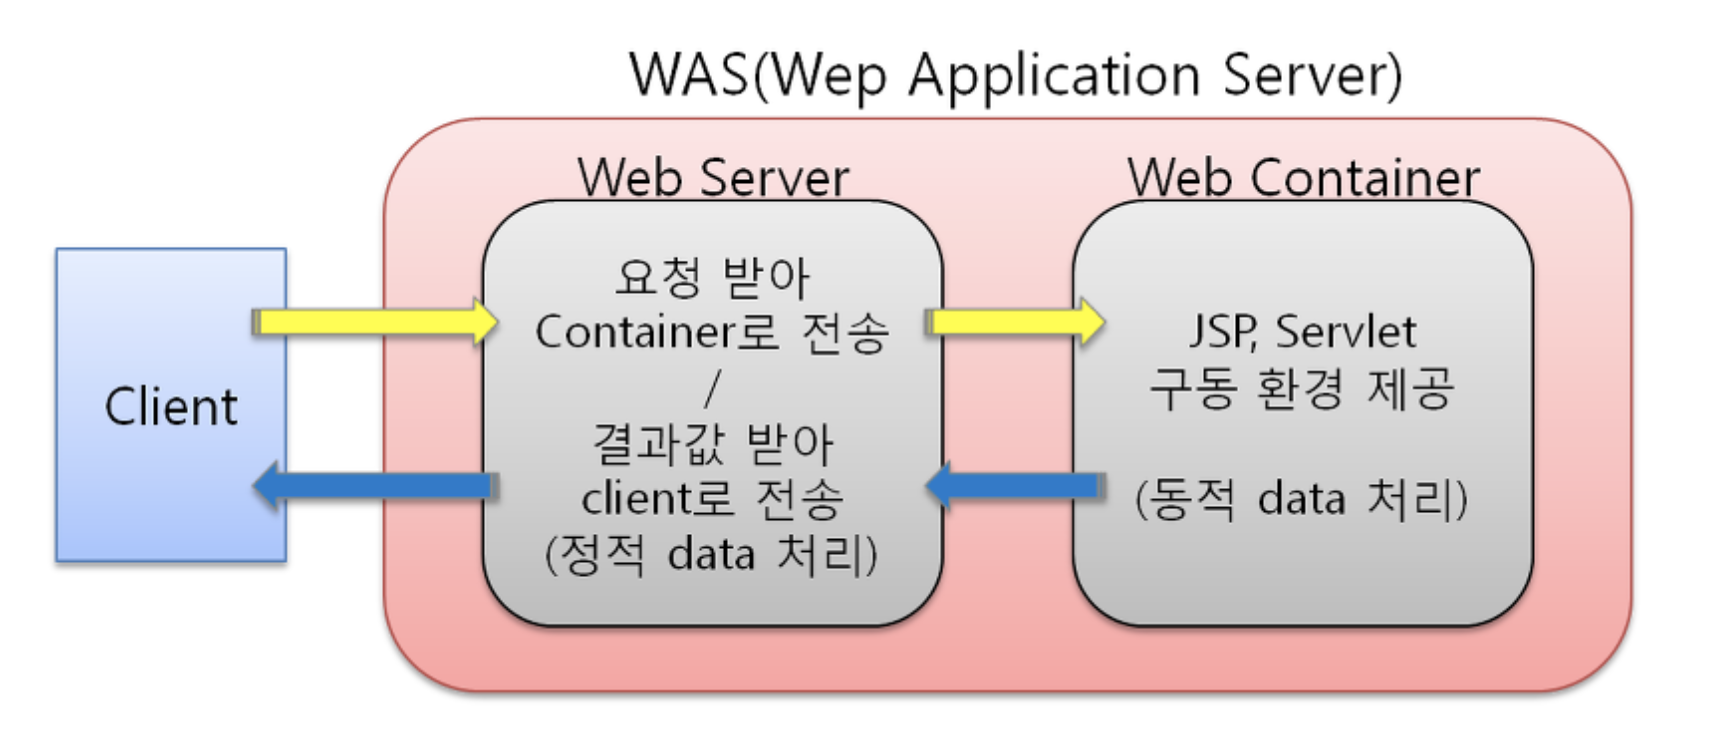 WAS(Wep Application Server)
Web Server
요청 받아
Container로 전송
/
결과값 받아
client로 전송
(정적 data 처리)
Web Container
JSP, Servlet
구동 환경 제공
(동적 data 처리)
Client